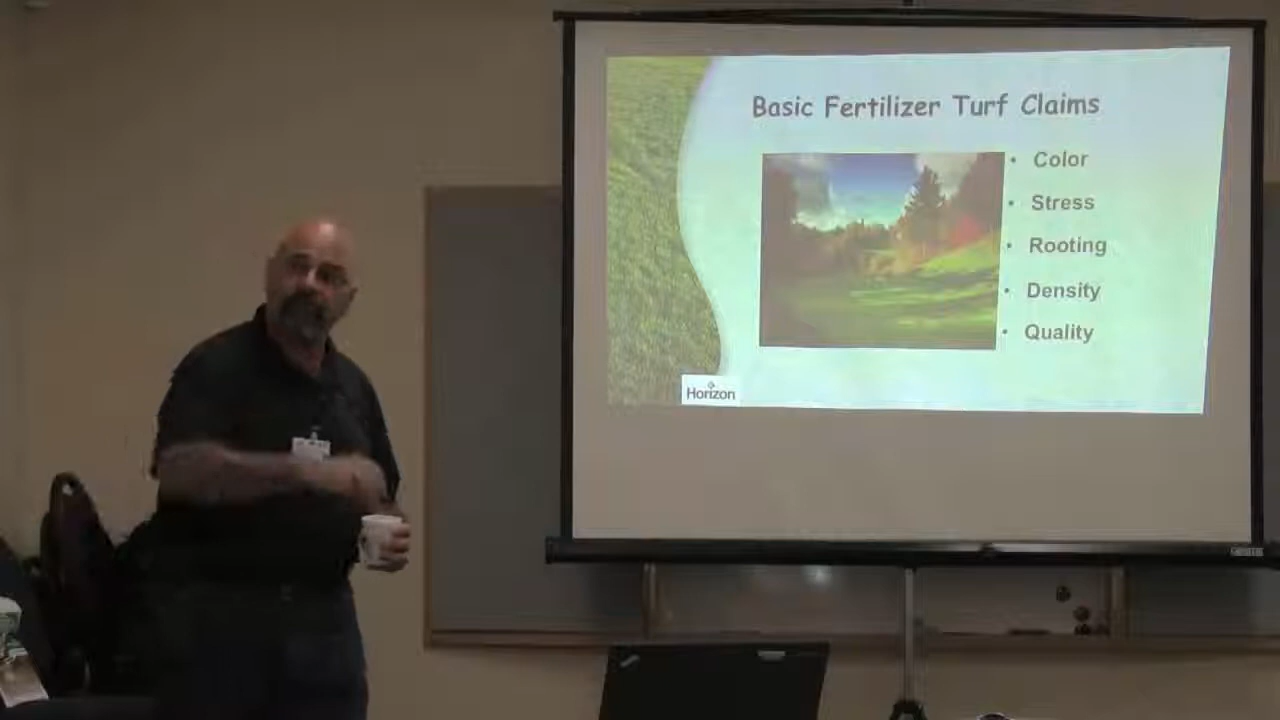 Basic Fertilizer Turf Claims
• Color
• Stress
• Rooting
• Density
• Quality
Horizon